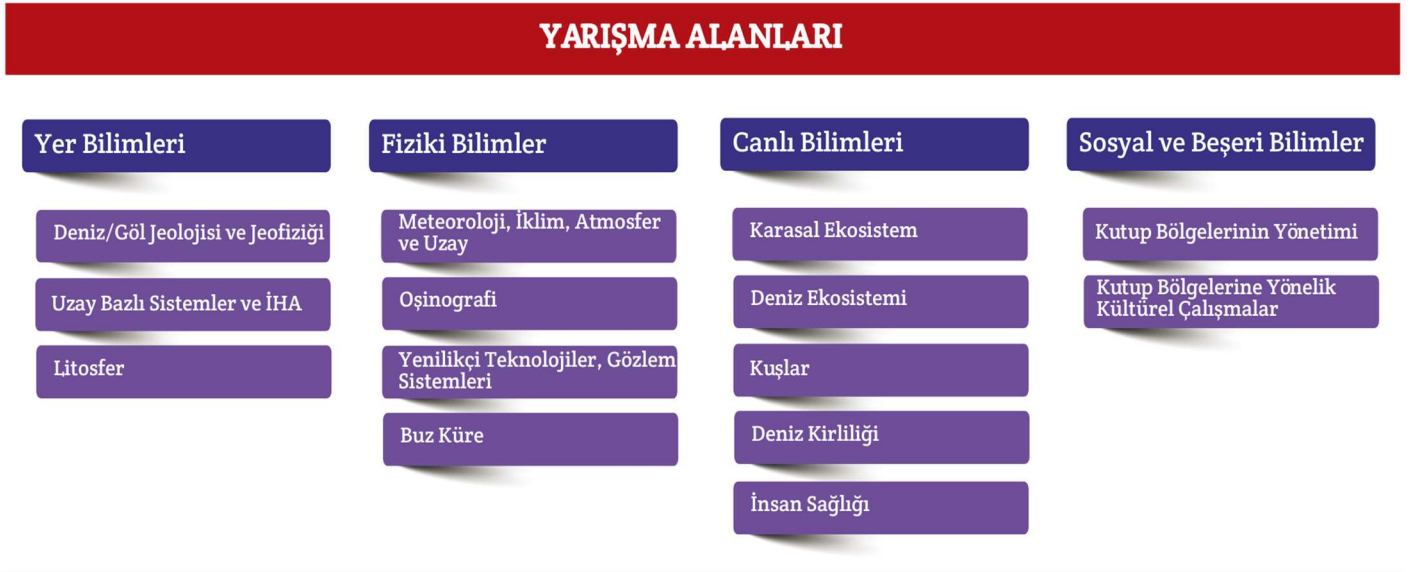 YARIŞMA ALANLARI
Yer Bilimleri
Deniz/Göl Jeolojisi ve Jeofiziği
Uzay Bazlı Sistemler ve İHA
Litosfer
Fiziki Bilimler
Meteoroloji, İklim, Atmosfer
ve Uzay
Oşinografi
Yenilikçi Teknolojiler, Gözlem
Sistemleri
Buz Küre
Canlı Bilimleri
Karasal Ekosistem
Deniz Ekosistemi
Kuşlar
Deniz Kirliliği
İnsan Sağlığı
Sosyal ve Beşeri Bilimler
Kutup Bölgelerinin Yönetimi
Kutup Bölgelerine Yönelik
Kültürel Çalışmalar